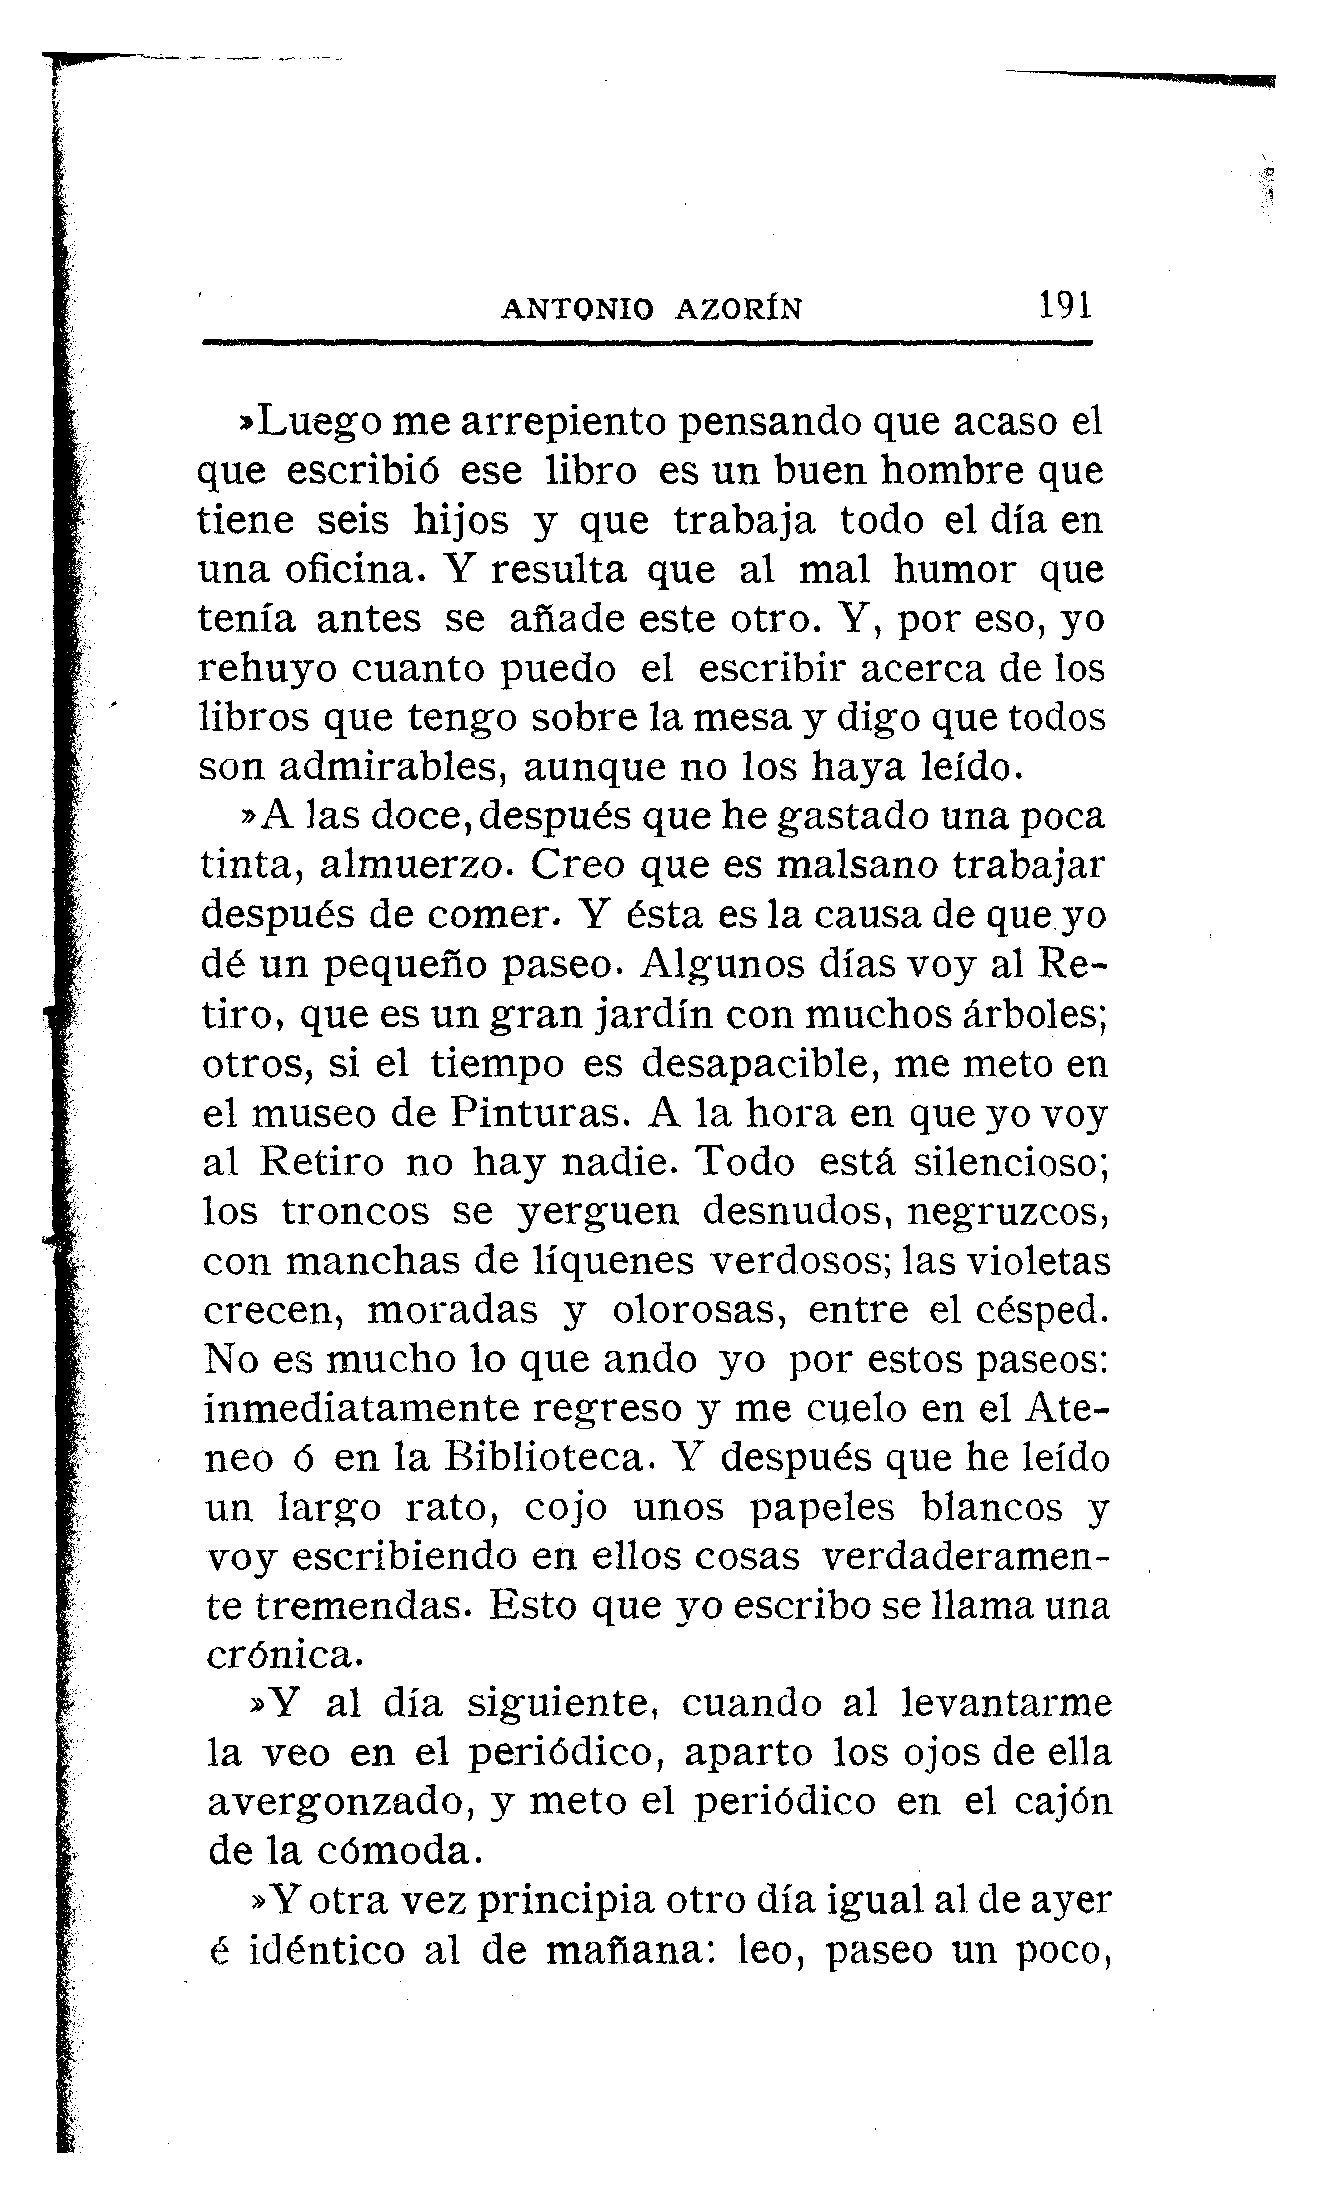 ANTONIO AZORÍN 191
»Luego me arrepiento pensando que acaso el
que escribió ese libro es un buen hombre que
tiene seis hijos y que trabaja todo el día en
una oficina. Y resulta que al mal humor que
tenía antes se añade este otro. Y, por eso, yo
rehuyo cuanto puedo el escribir acerca de los
libros que tengo sobre la mesa y digo que todos
son admirables, aunque no los haya leído.
»A las doce, después que he gastado una poca
tinta, almuerzo. Creo que es malsano trabajar
después de comer. Y ésta es la causa de que yo
dé un pequeño paseo. Algunos días voy al Re-
tiro, que es un gran jardín con muchos árboles;
otros, si el tiempo es desapacible, me meto en
el museo de Pinturas. A la hora en que yo voy
al Retiro no hay nadie. Todo está silencioso;
los troncos se yerguen desnudos, negruzcos,
con manchas de líquenes verdosos; las violetas
crecen, moradas y olorosas, entre el césped.
No es mucho lo que ando yo por estos paseos:
inmediatamente regreso y me cuelo en el Ate-
neo ó en la Biblioteca. Y después que he leído
un largo rato, cojo unos papeles blancos y
voy escribiendo en ellos cosas verdaderamen-
te tremendas. Esto que yo escribo se llama una
crónica.
»Y al día siguiente, cuando al levantarme
la veo en el periódico, aparto los ojos de ella
avergonzado, y meto el periódico en el cajón
de la cómoda.
»Y otra vez principia otro día igual al de ayer
é idéntico al de mañana: leo, paseo un poco,